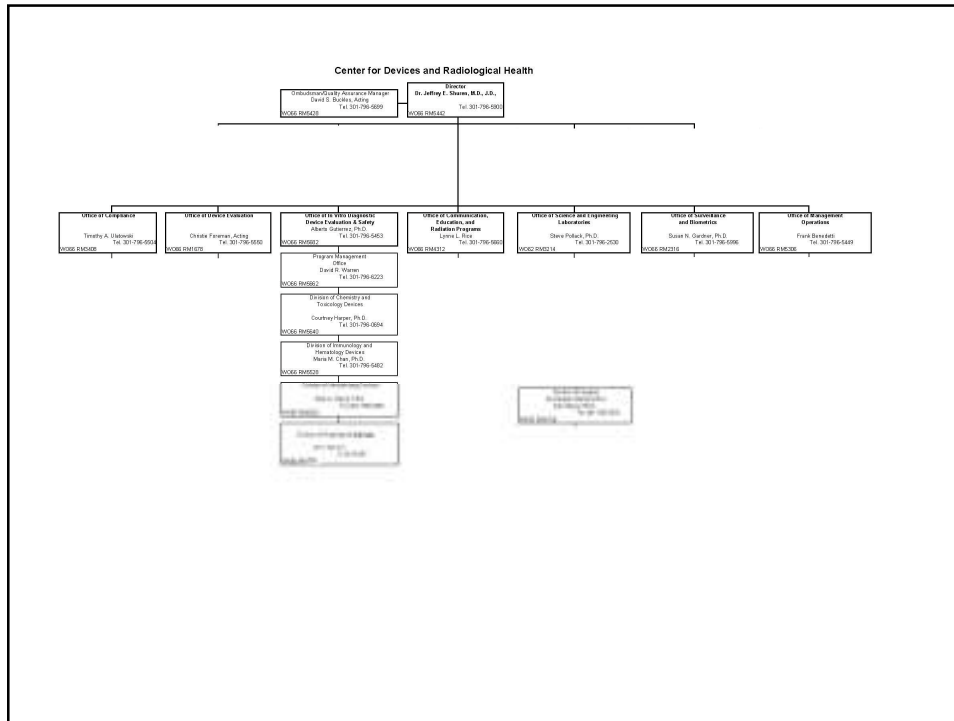 Center for Devices and Radiological Health
Ombudsman/Quality Assurance Manager
David S. Buckles, Acting
Tel. 301-796-5699
WO66 RM5428
Director
Dr. Jeffrey E. Shuren, M.D., J.D.,
Tel. 301-796-5900
WO66 RM5442
Office of Compliance
Timothy A. Ulatowski
Tel. 301-796-5504
WO66 RM3408
Office of Device Evaluation
Christie Foreman, Acting
Tel. 301-796-5550
WO66 RM1678
Office of In Vitro Diagnostic
Device Evaluation & Safety
Alberto Gutierrez, Ph.D.
Tel. 301-796-5453
WO66 RM5682
Office of Communication,
Education, and
Radiation Programs
Lynne L. Rice
Tel. 301-796-5660
WO66 RM4312
Office of Science and Engineering
Laboratories
Steve Pollack, Ph.D.
Tel. 301-796-2530
WO62 RM3214
Office of Surveillance
and Biometrics
Susan N. Gardner, Ph.D.
Tel. 301-796-5996
WO66 RM2316
Office of Management
Operations
Frank Benedetti
Tel. 301-796-5449
WO66 RM5306
Program Management
Office
David R. Warren
Tel. 301-796-6223
WO66 RM5662
Division of Chemistry and
Toxicology Devices
Courtney Harper, Ph.D.
Tel. 301-796-0694
WO66 RM5640
Division of Immunology and
Hematology Devices
Maria M. Chan, Ph.D.
Tel. 301-796-5482
WO66 RM5528